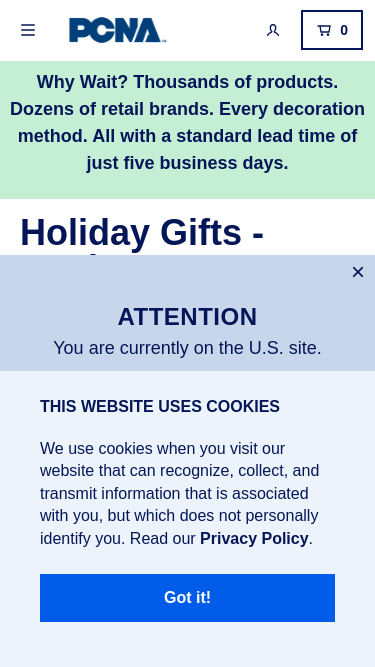 PCNA
0
Why Wait? Thousands of products.
Dozens of retail brands. Every decoration
method. All with a standard lead time of
just five business days.
Holiday Gifts -
ATTENTION
You are currently on the U.S. site.
THIS WEBSITE USES COOKIES
We use cookies when you visit our
website that can recognize, collect, and
transmit information that is associated
with you, but which does not personally
identify you. Read our Privacy Policy.
Got it!